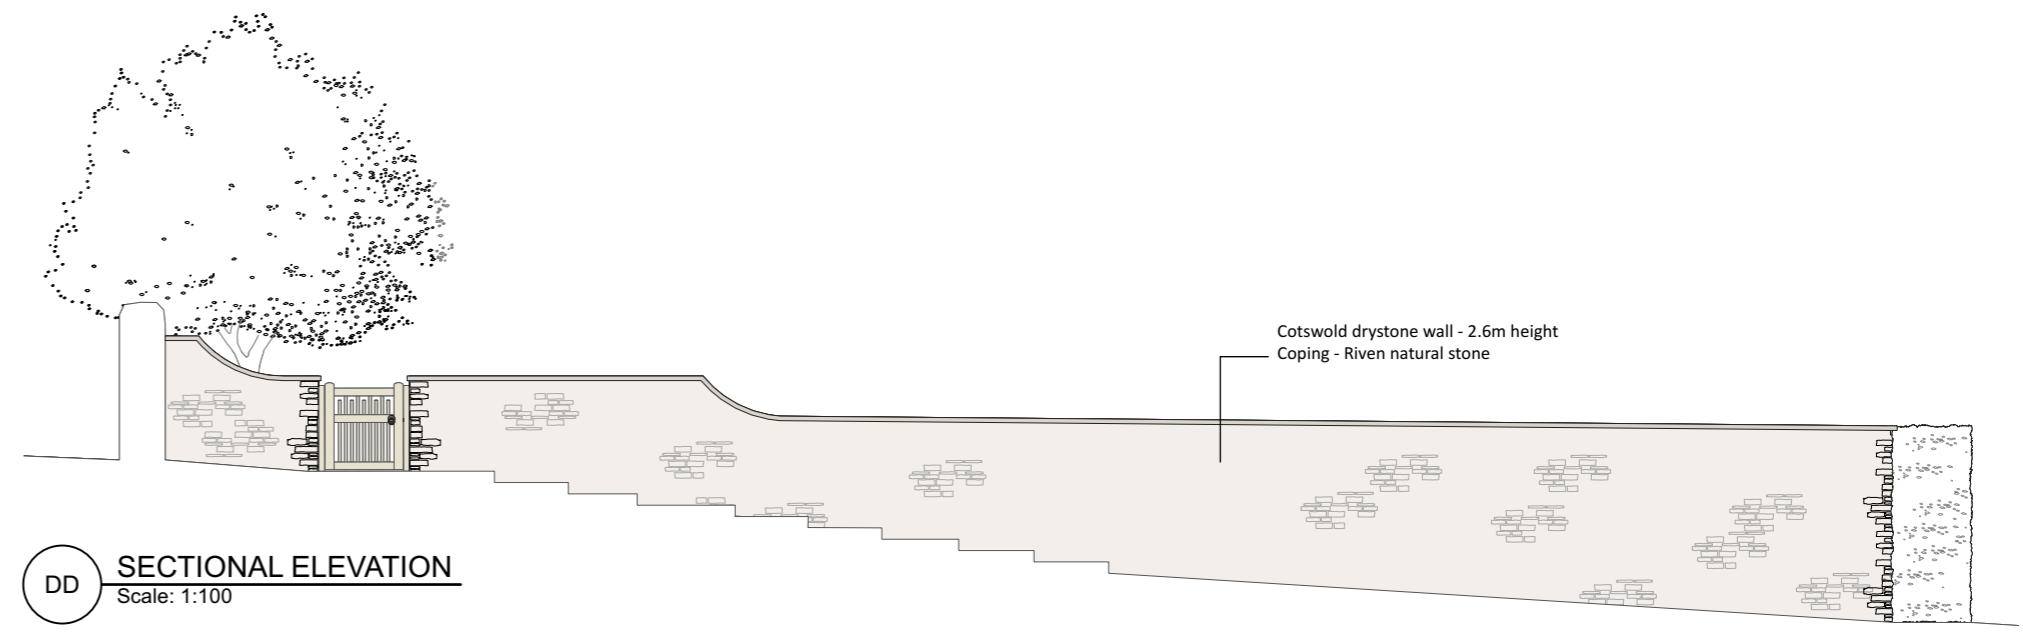 Cotswold drystone wall - 2.6m height
Coping - Riven natural stone
DD
SECTIONAL ELEVATION
Scale: 1:100